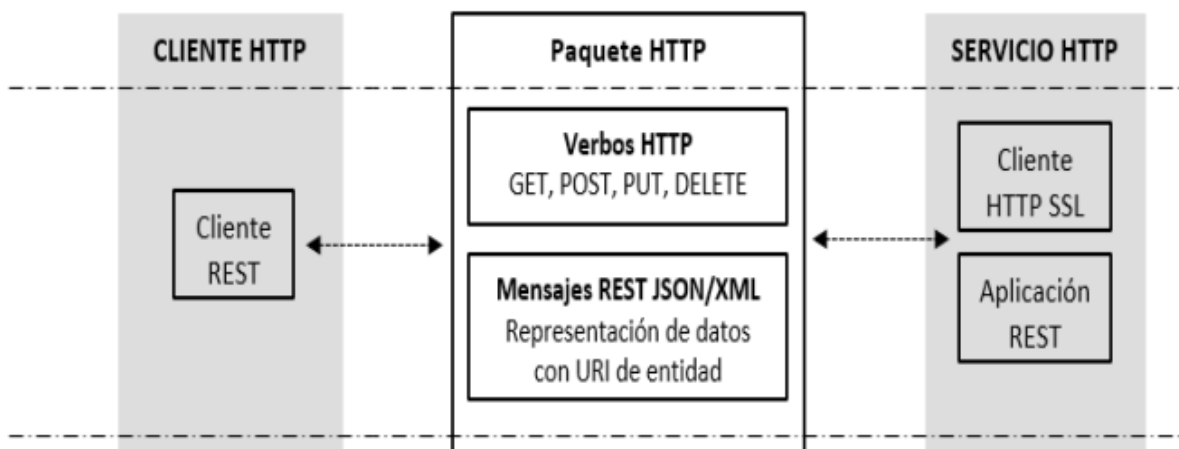 CLIENTE HTTP
Paquete HTTP
SERVICIO HTTP
Verbos HTTP
GET, POST, PUT, DELETE
Cliente
REST
Mensajes REST JSON/XML
Representación de datos
con URI de entidad
Cliente
HTTP SSL
Aplicación
REST